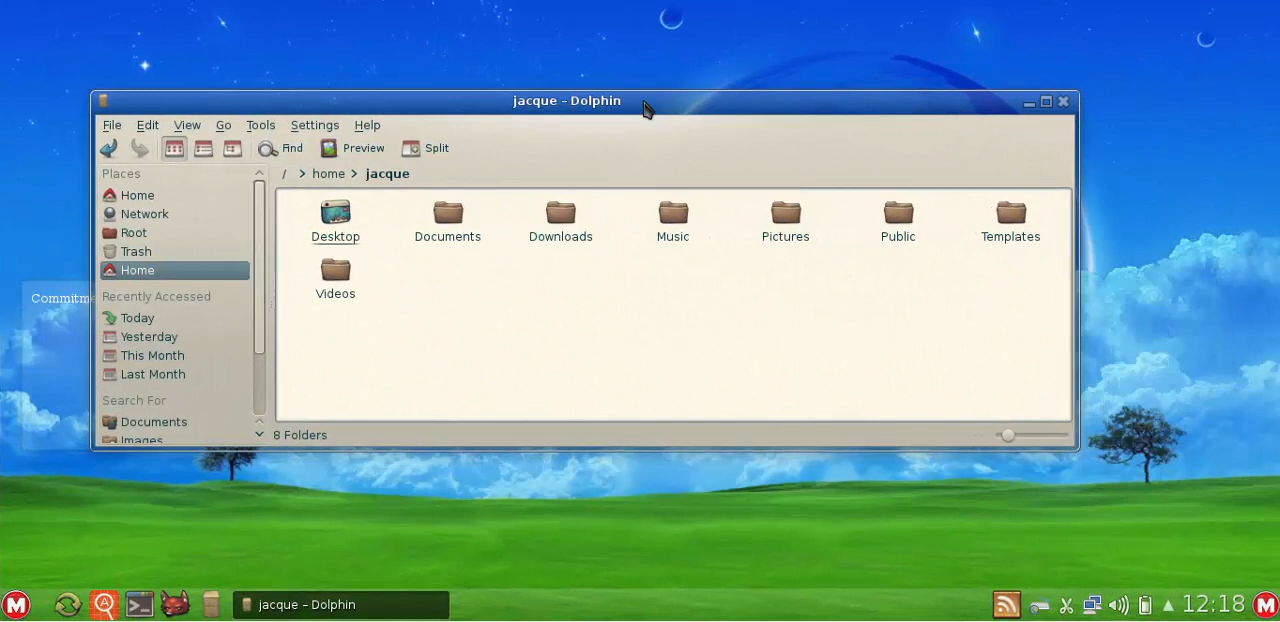 jacque – Dolphin
File Edit View Go Tools Settings Help
Find Preview Split
Places
/ > home > jacque
Home
Network
Root
Trash
Home
Recently Accessed
Today
Yesterday
This Month
Last Month
Search For
Documents
Images
Desktop Documents Downloads Music Pictures Public Templates
Videos
8 Folders
Commitme
M
A
>_
jacque – Dolphin
12:18
M